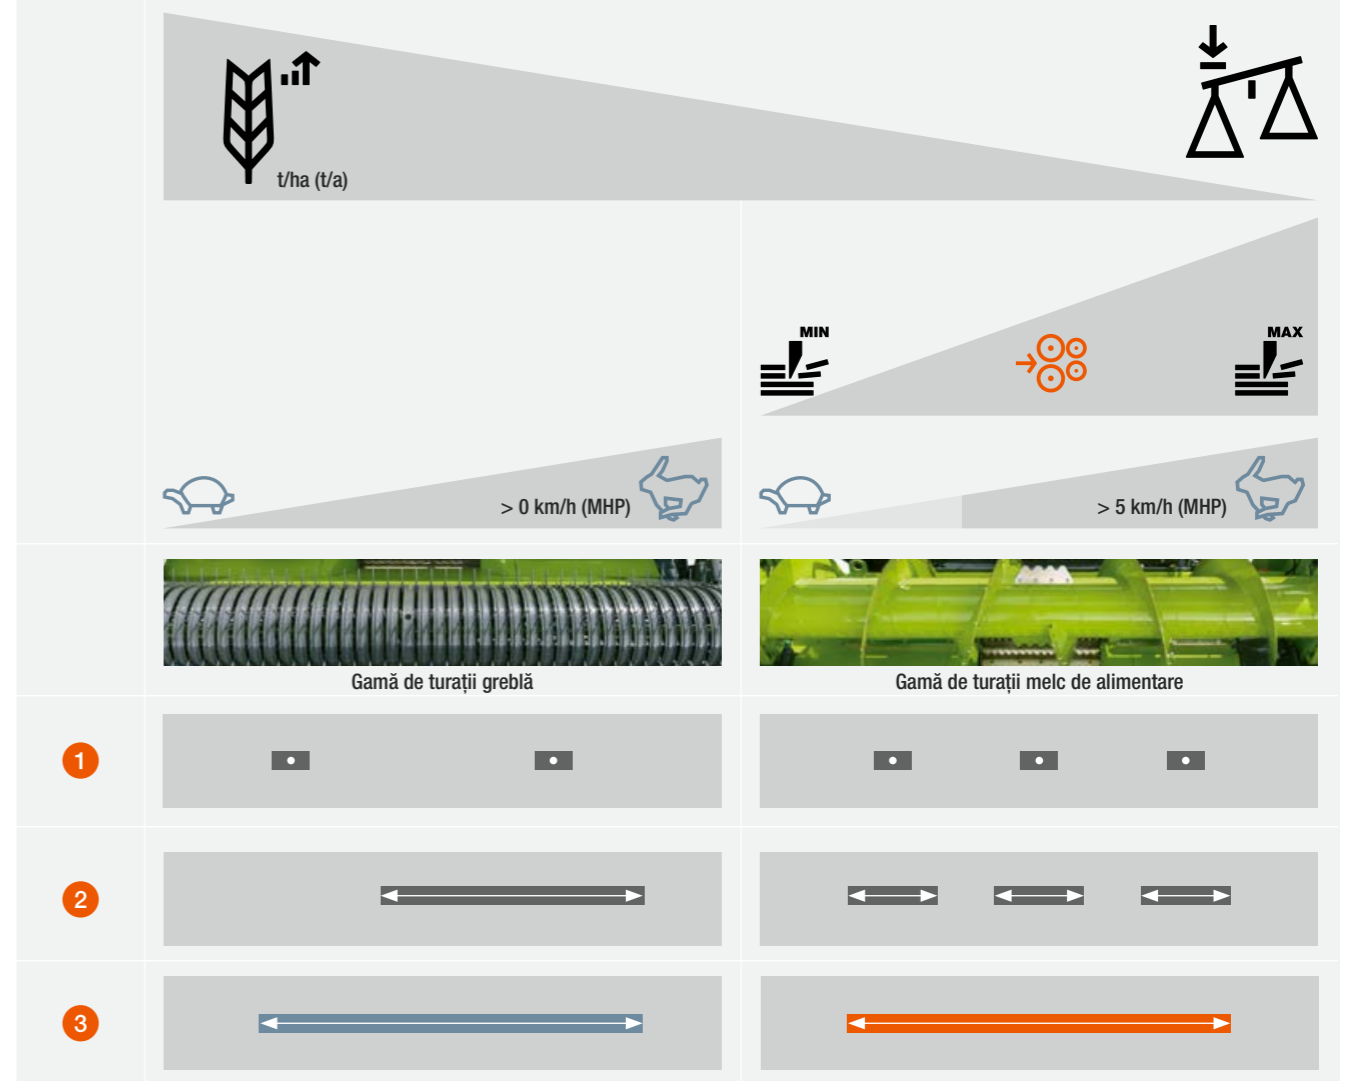 t/ha (t/a)
MIN
MAX
> 0 km/h (MHP)
> 5 km/h (MHP)
Gamă de turații greblă
Gamă de turații melc de alimentare
1
2
3